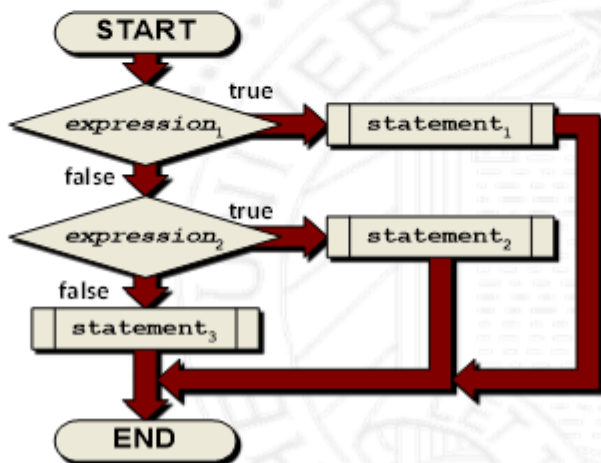 START
true
expression₁
statement₁
false
true
expression₂
statement₂
false
statement₃
END